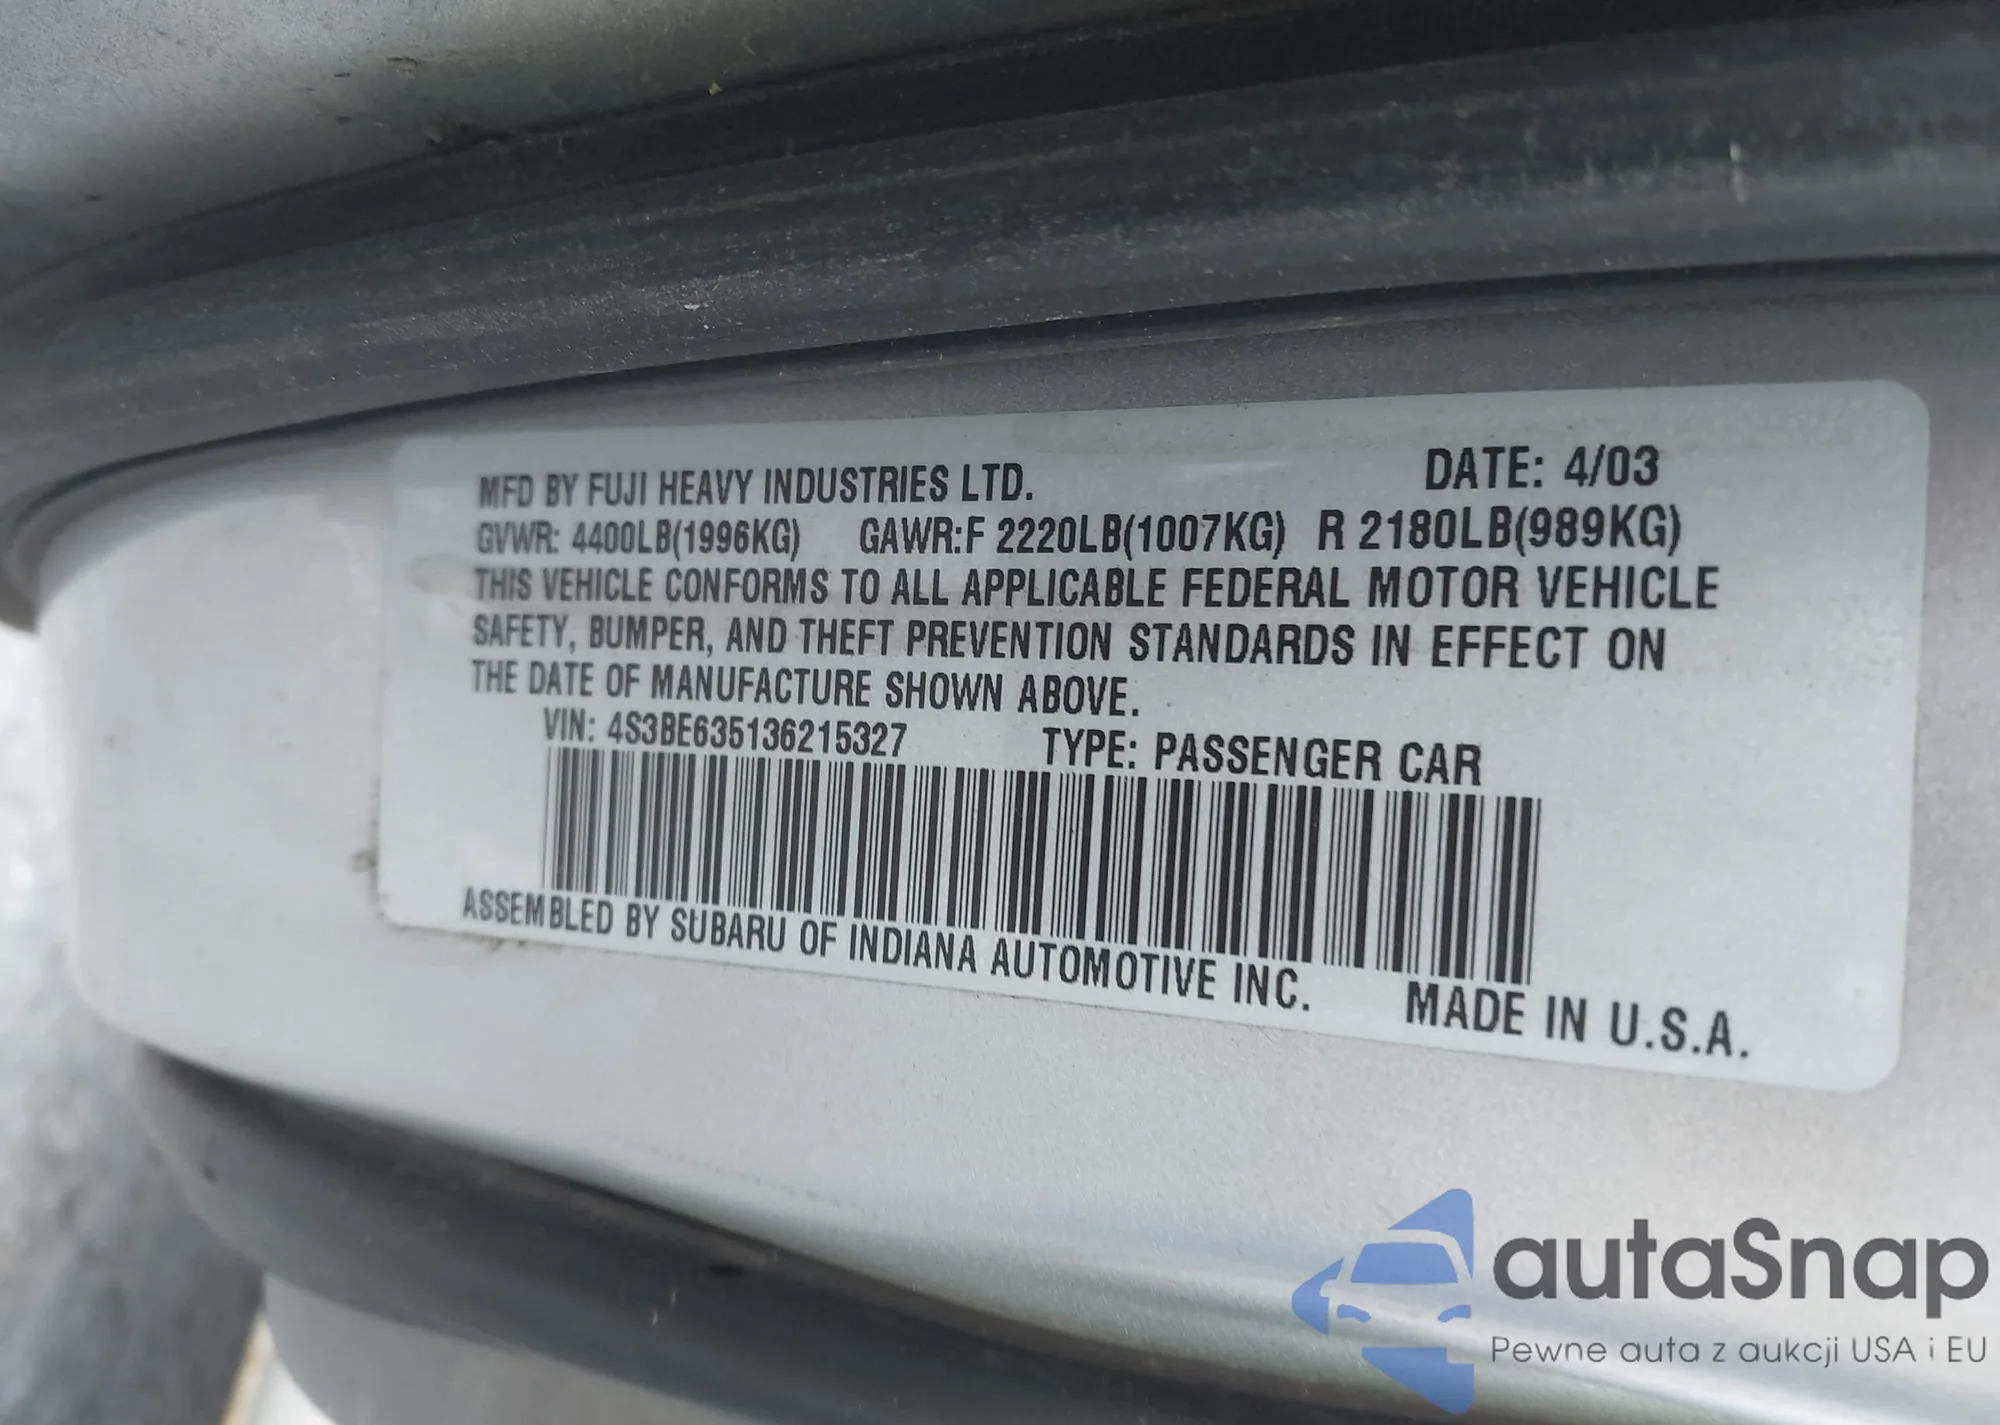 MFD BY FUJI HEAVY INDUSTRIES LTD. DATE: 4/03
GVWR: 4400LB(1996KG) GAWR:F 2220LB(1007KG) R 2180LB(989KG)
THIS VEHICLE CONFORMS TO ALL APPLICABLE FEDERAL MOTOR VEHICLE
SAFETY, BUMPER, AND THEFT PREVENTION STANDARDS IN EFFECT ON
THE DATE OF MANUFACTURE SHOWN ABOVE.
VIN: 4S3BE635136215327 TYPE: PASSENGER CAR
ASSEMBLED BY SUBARU OF INDIANA AUTOMOTIVE INC. MADE IN U.S.A.
autaSnap
Pewne auta z aukcji USA i EU